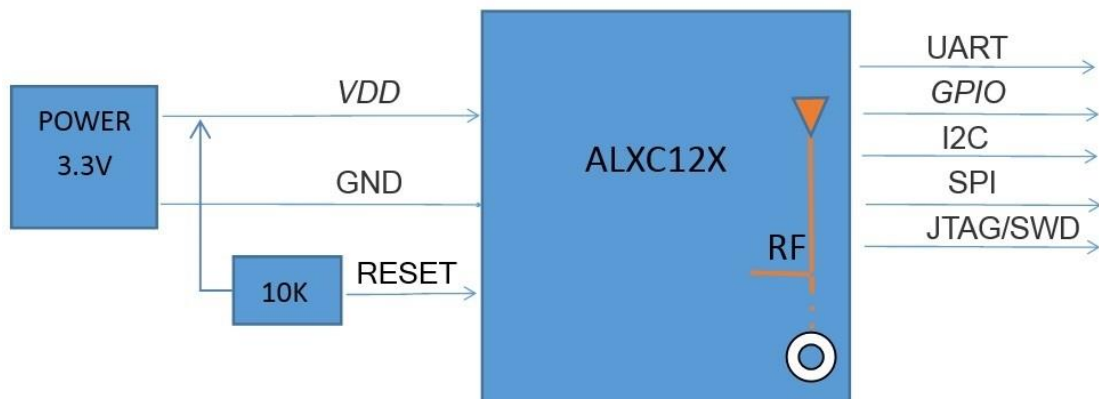 POWER
3.3V
VDD
GND
10K
RESET
ALXC12X
RF
UART
GPIO
I2C
SPI
JTAG/SWD